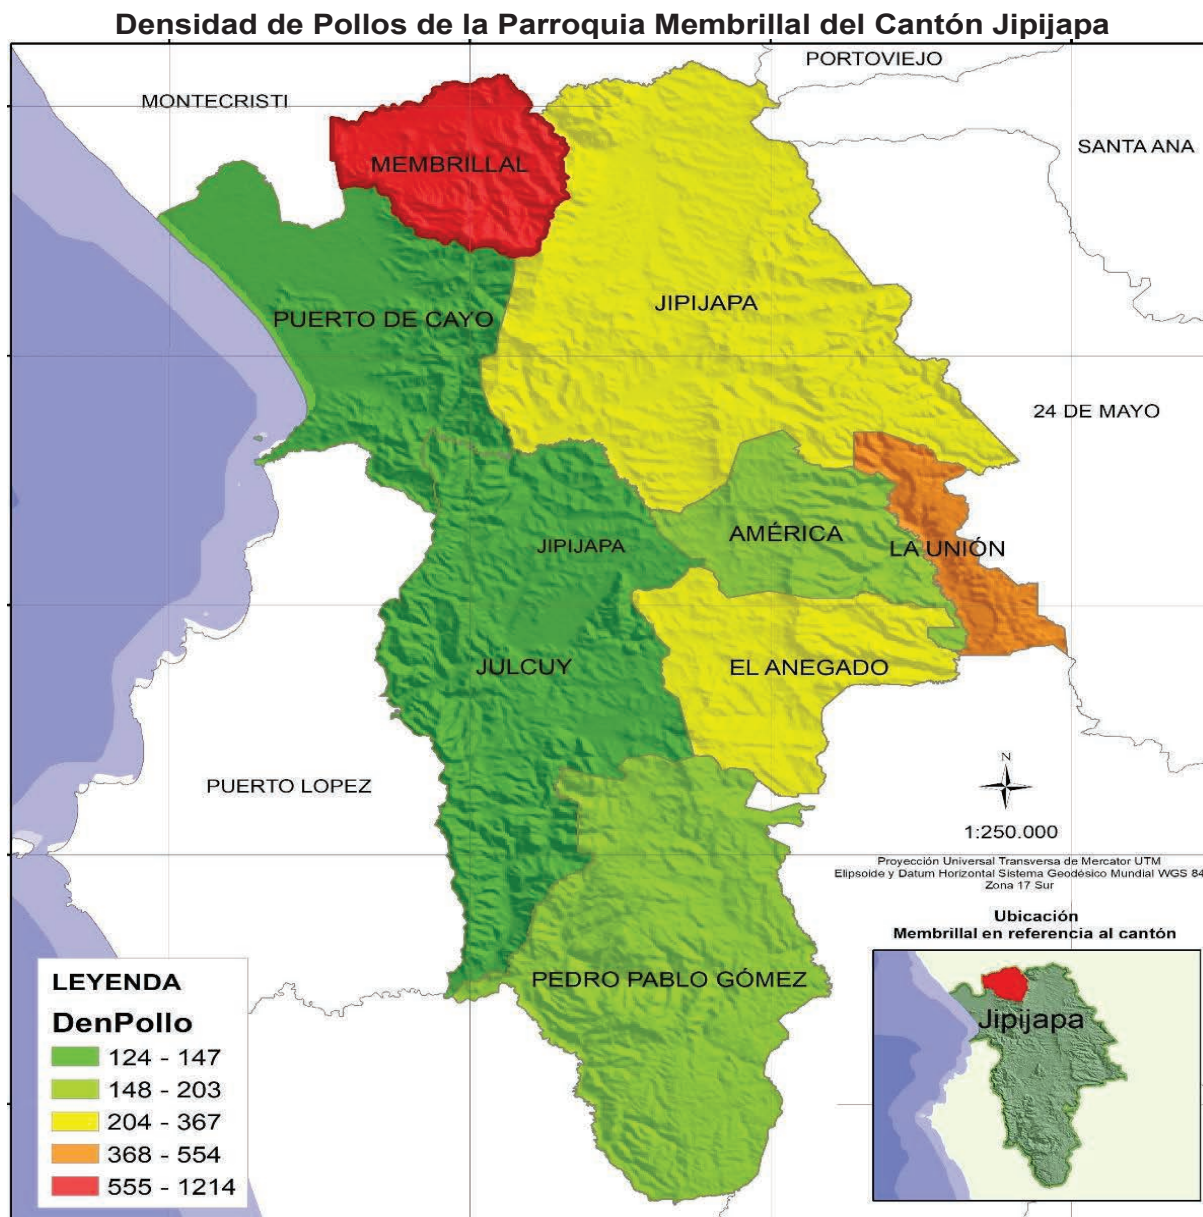 Densidad de Pollos de la Parroquia Membrillal del Cantón Jipijapa
PORTOVIEJO
MONTECRISTI
SANTA ANA
MEMBRILLAL
JIPIJAPA
PUERTO DE CAYO
24 DE MAYO
AMÉRICA
JIPIJAPA
LA UNIÓN
JULCUY
EL ANEGADO
PUERTO LOPEZ
N
1:250.000
Proyección Universal Transversa de Mercator UTM
Elipsoide y Datum Horizontal Sistema Geodésico Mundial WGS 84
Zona 17 Sur
Ubicación
Membrillal en referencia al cantón
PEDRO PABLO GÓMEZ
Jipijapa
LEYENDA
DenPollo
124 - 147
148 - 203
204 - 367
368 - 554
555 - 1214